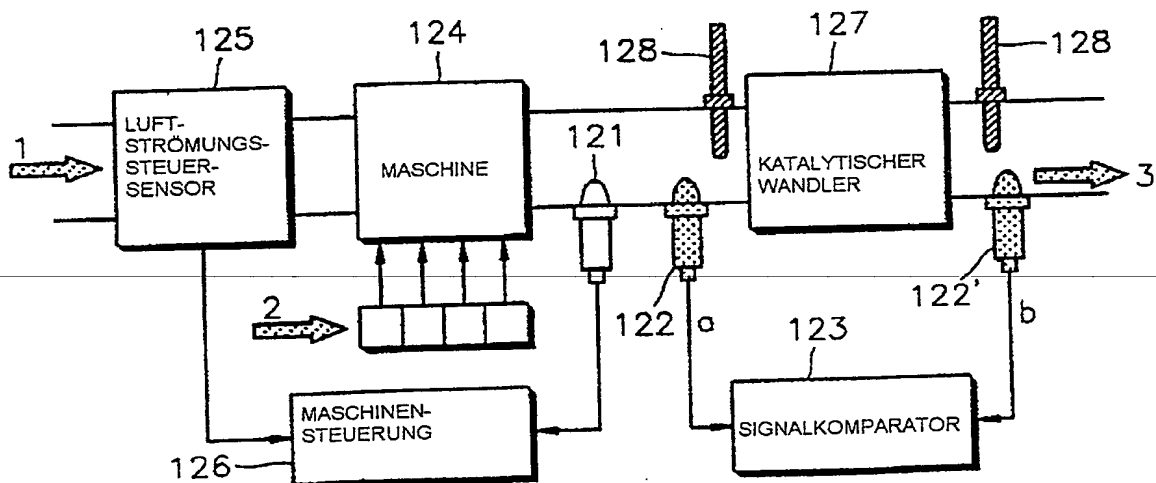 125
124
128
127
128
1
LUFT-
STRÖMUNGS-
STEUER-
SENSOR
MASCHINE
121
KATALYTISCHER
WANDLER
3
2
122
a
123
122'
b
MASCHINEN-
STEUERUNG
SIGNALKOMPARATOR
126